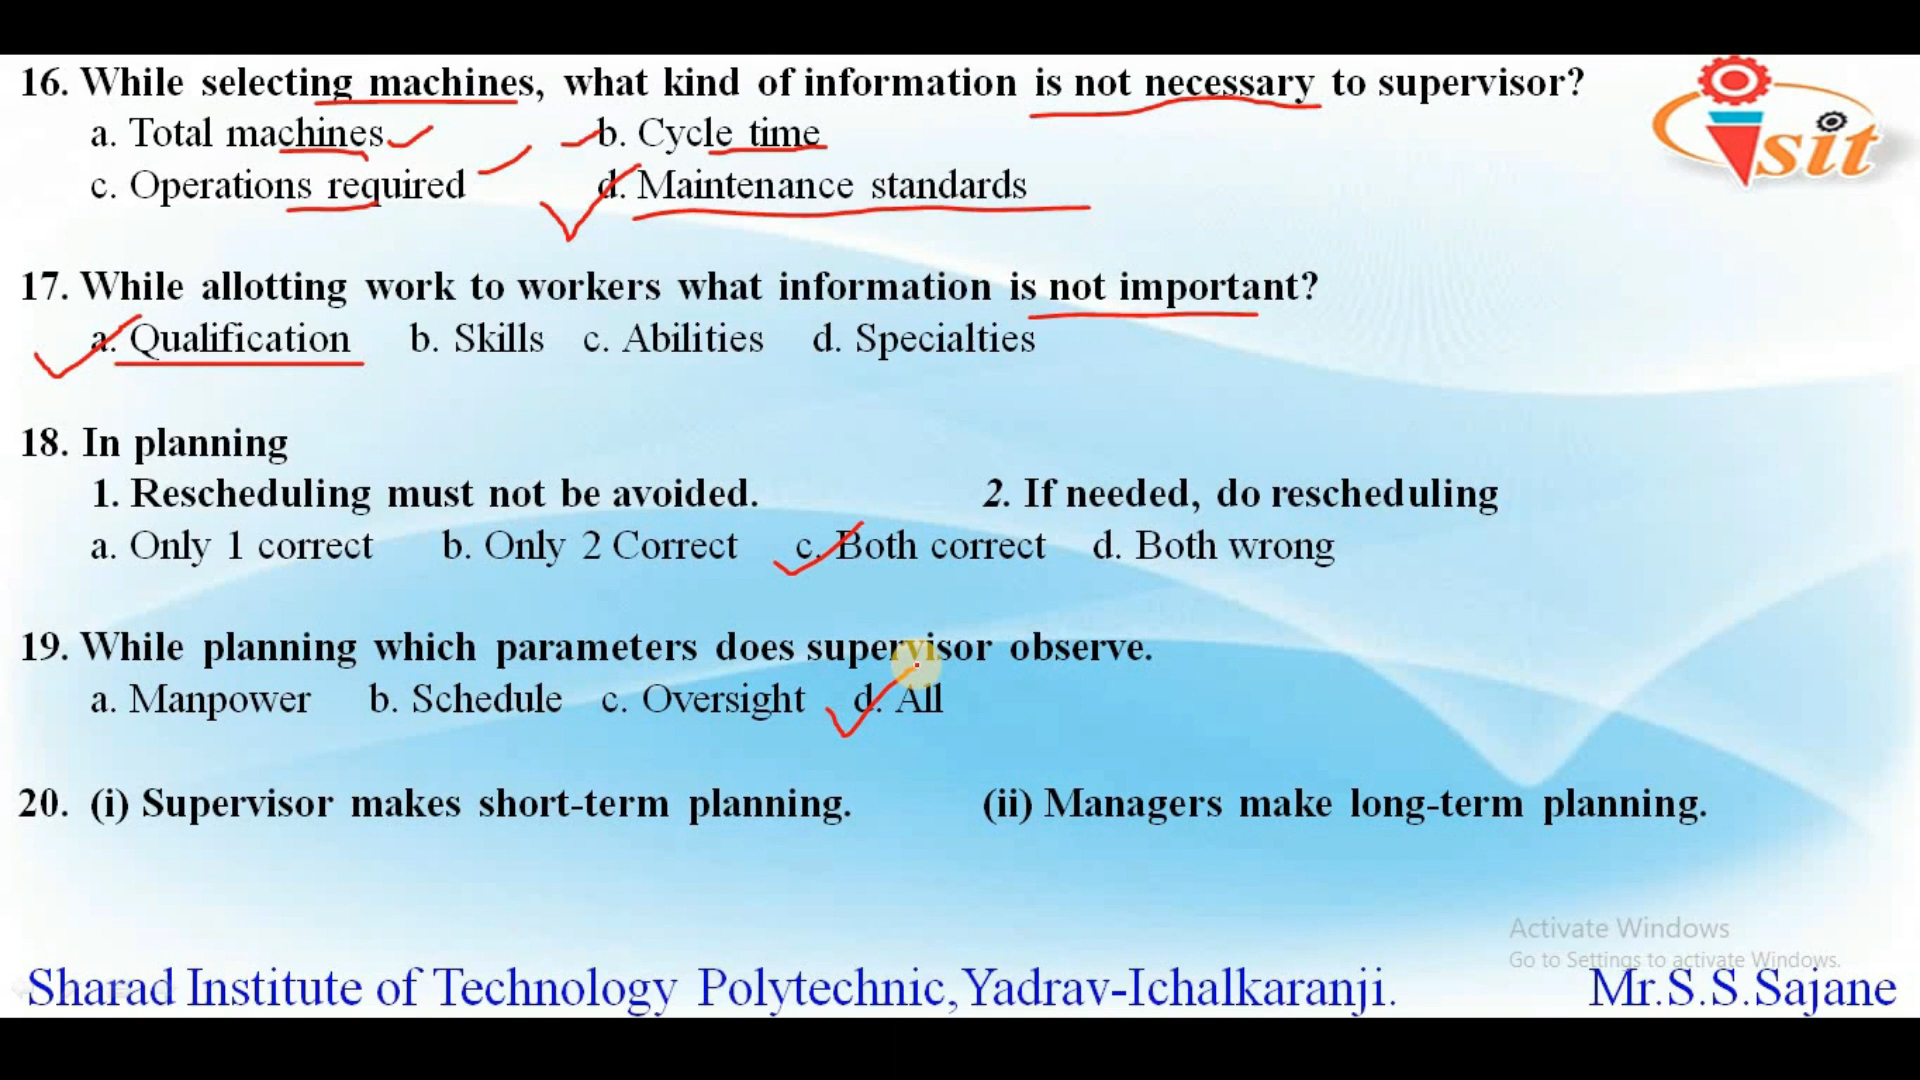 16. While selecting machines, what kind of information is not necessary to supervisor?
a. Total machines b. Cycle time
c. Operations required d. Maintenance standards
17. While allotting work to workers what information is not important?
a. Qualification b. Skills c. Abilities d. Specialties
18. In planning
1. Rescheduling must not be avoided. 2. If needed, do rescheduling
a. Only 1 correct b. Only 2 Correct c. Both correct d. Both wrong
19. While planning which parameters does supervisor observe.
a. Manpower b. Schedule c. Oversight d. All
20. (i) Supervisor makes short-term planning. (ii) Managers make long-term planning.
sit
Activate Windows
Go to Settings to activate Windows.
Sharad Institute of Technology Polytechnic, Yadrav-Ichalkaranji. Mr.S.S.Sajane